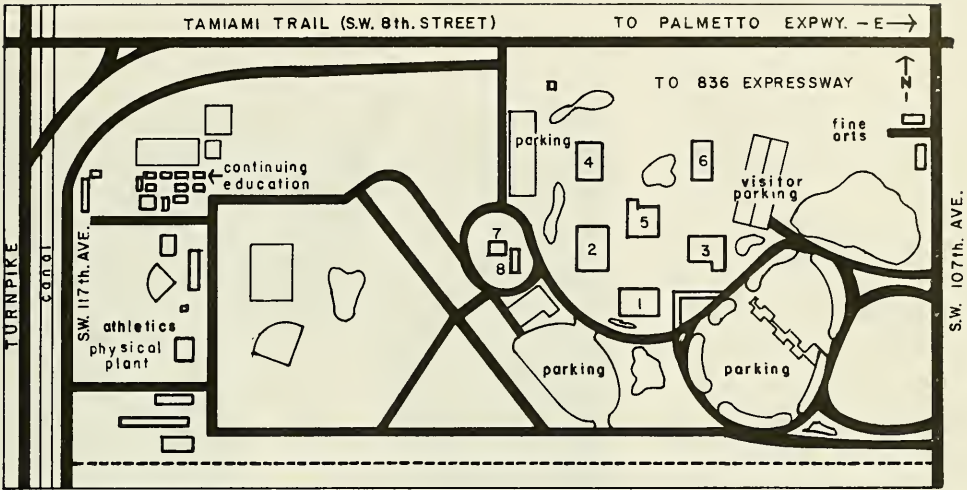 TAMIAMI TRAIL (S.W. 8th. STREET)
TO PALMETTO EXPWY. – E
N
TO 836 EXPRESSWAY
fine
arts
parking
4
6
continuing
education
visitor
parking
5
7
2
3
8
1
TURNPIKE
canal
S.W. 117th. AVE.
S.W. 107th. AVE.
athletics
physical
plant
parking
parking